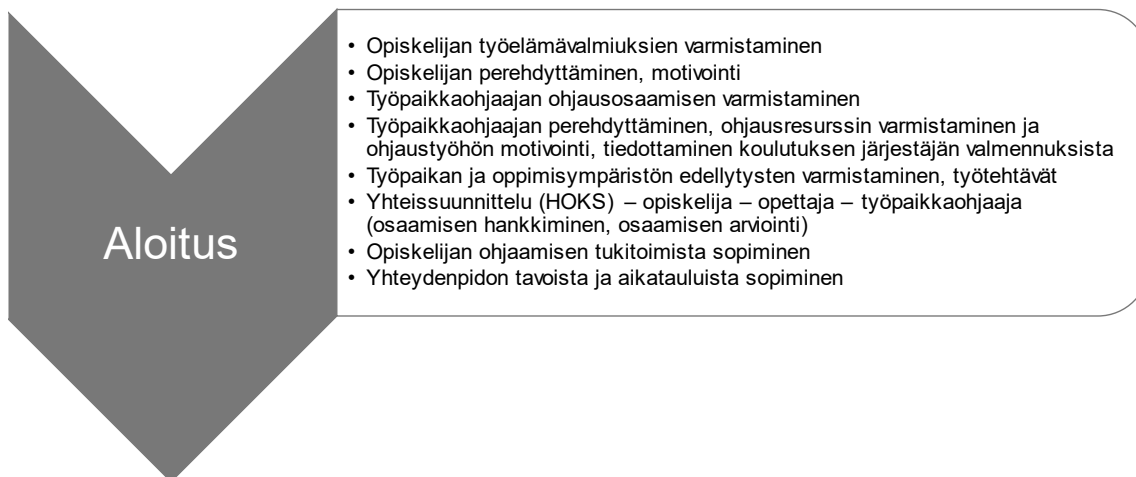 Aloitus
• Opiskelijan työelämävalmiuksien varmistaminen
• Opiskelijan perehdyttäminen, motivointi
• Työpaikkaohjaajan ohjausosaamisen varmistaminen
• Työpaikkaohjaajan perehdyttäminen, ohjausresurssin varmistaminen ja
ohjaustyöhön motivointi, tiedottaminen koulutuksen järjestäjän valmennuksista
• Työpaikan ja oppimisympäristön edellytysten varmistaminen, työtehtävät
• Yhteissuunnittelu (HOKS) – opiskelija – opettaja – työpaikkaohjaaja
(osaamisen hankkiminen, osaamisen arviointi)
• Opiskelijan ohjaamisen tukitoimista sopiminen
• Yhteydenpidon tavoista ja aikatauluista sopiminen